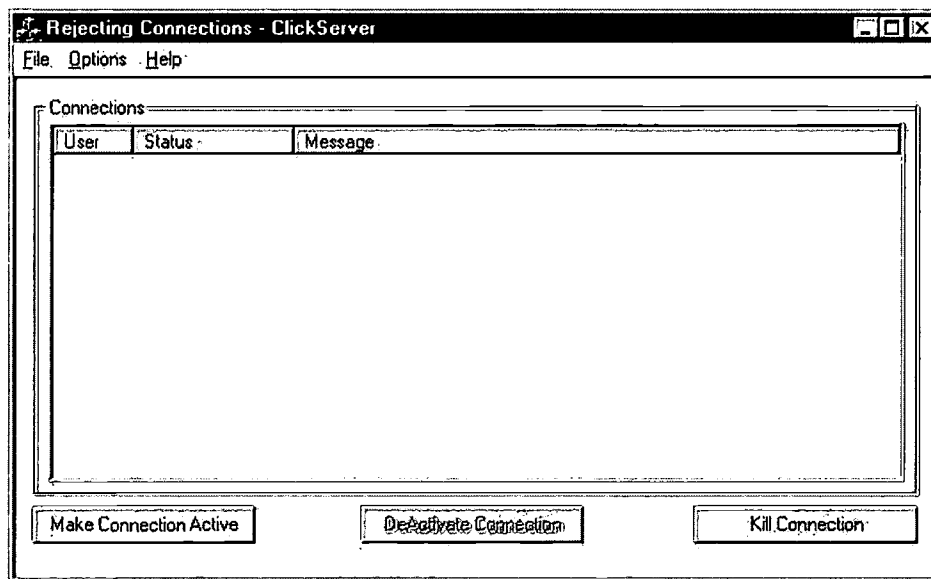 Rejecting Connections - ClickServer
File Options Help
Connections
User Status Message
Make Connection Active DeActivate Connection Kill Connection